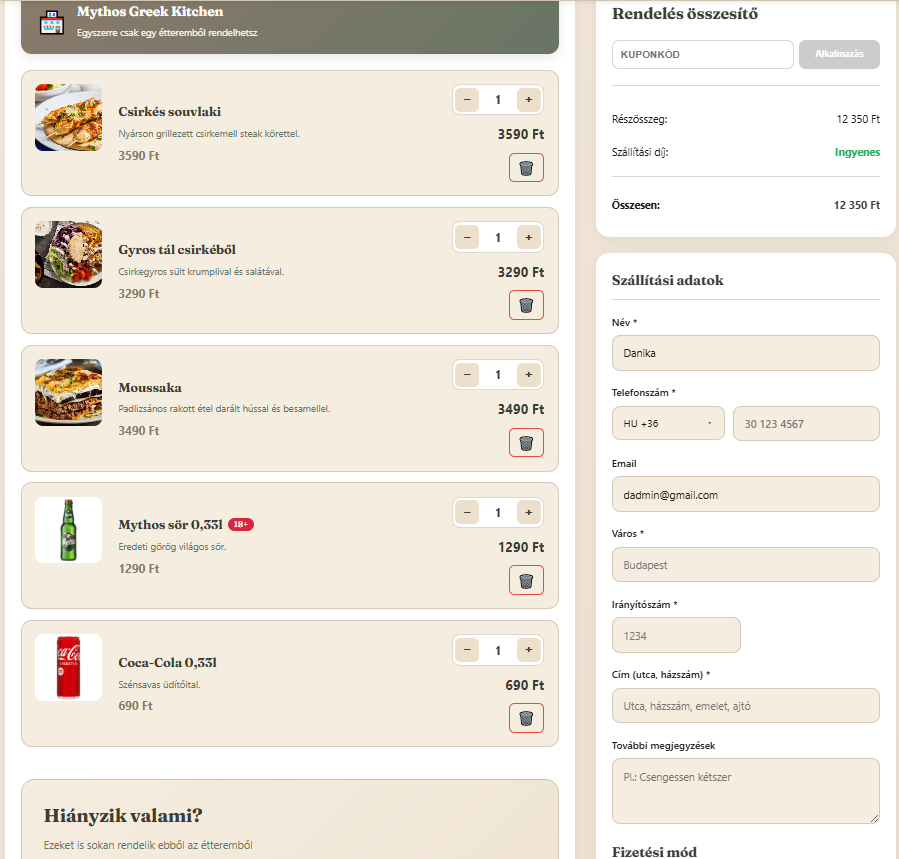 Mythos Greek Kitchen
Egyszerre csak egy étteremből rendelhetsz
Csirkés souvlaki
Nyárson grillezett csirkemell steak körettel.
3590 Ft
− 1 +
3590 Ft
Gyros tál csirkéből
Csirkegyros sült krumplival és salátával.
3290 Ft
− 1 +
3290 Ft
Moussaka
Padlizsános rakott étel darált hússal és besamellel.
3490 Ft
− 1 +
3490 Ft
Mythos sör 0,33l 18+
Eredeti görög világos sör.
1290 Ft
− 1 +
1290 Ft
Coca-Cola 0,33l
Szénsavas üdítőital.
690 Ft
− 1 +
690 Ft
Hiányzik valami?
Ezeket is sokan rendelik ebből az étteremből
Rendelés összesítő
KUPONKÓD Alkalmazás
Részösszeg: 12 350 Ft
Szállítási díj: Ingyenes
Összesen: 12 350 Ft
Szállítási adatok
Név *
Danika
Telefonszám *
HU +36 30 123 4567
Email
dadmin@gmail.com
Város *
Budapest
Irányítószám *
1234
Cím (utca, házszám) *
Utca, házszám, emelet, ajtó
További megjegyzések
Pl.: Csengessen kétszer
Fizetési mód